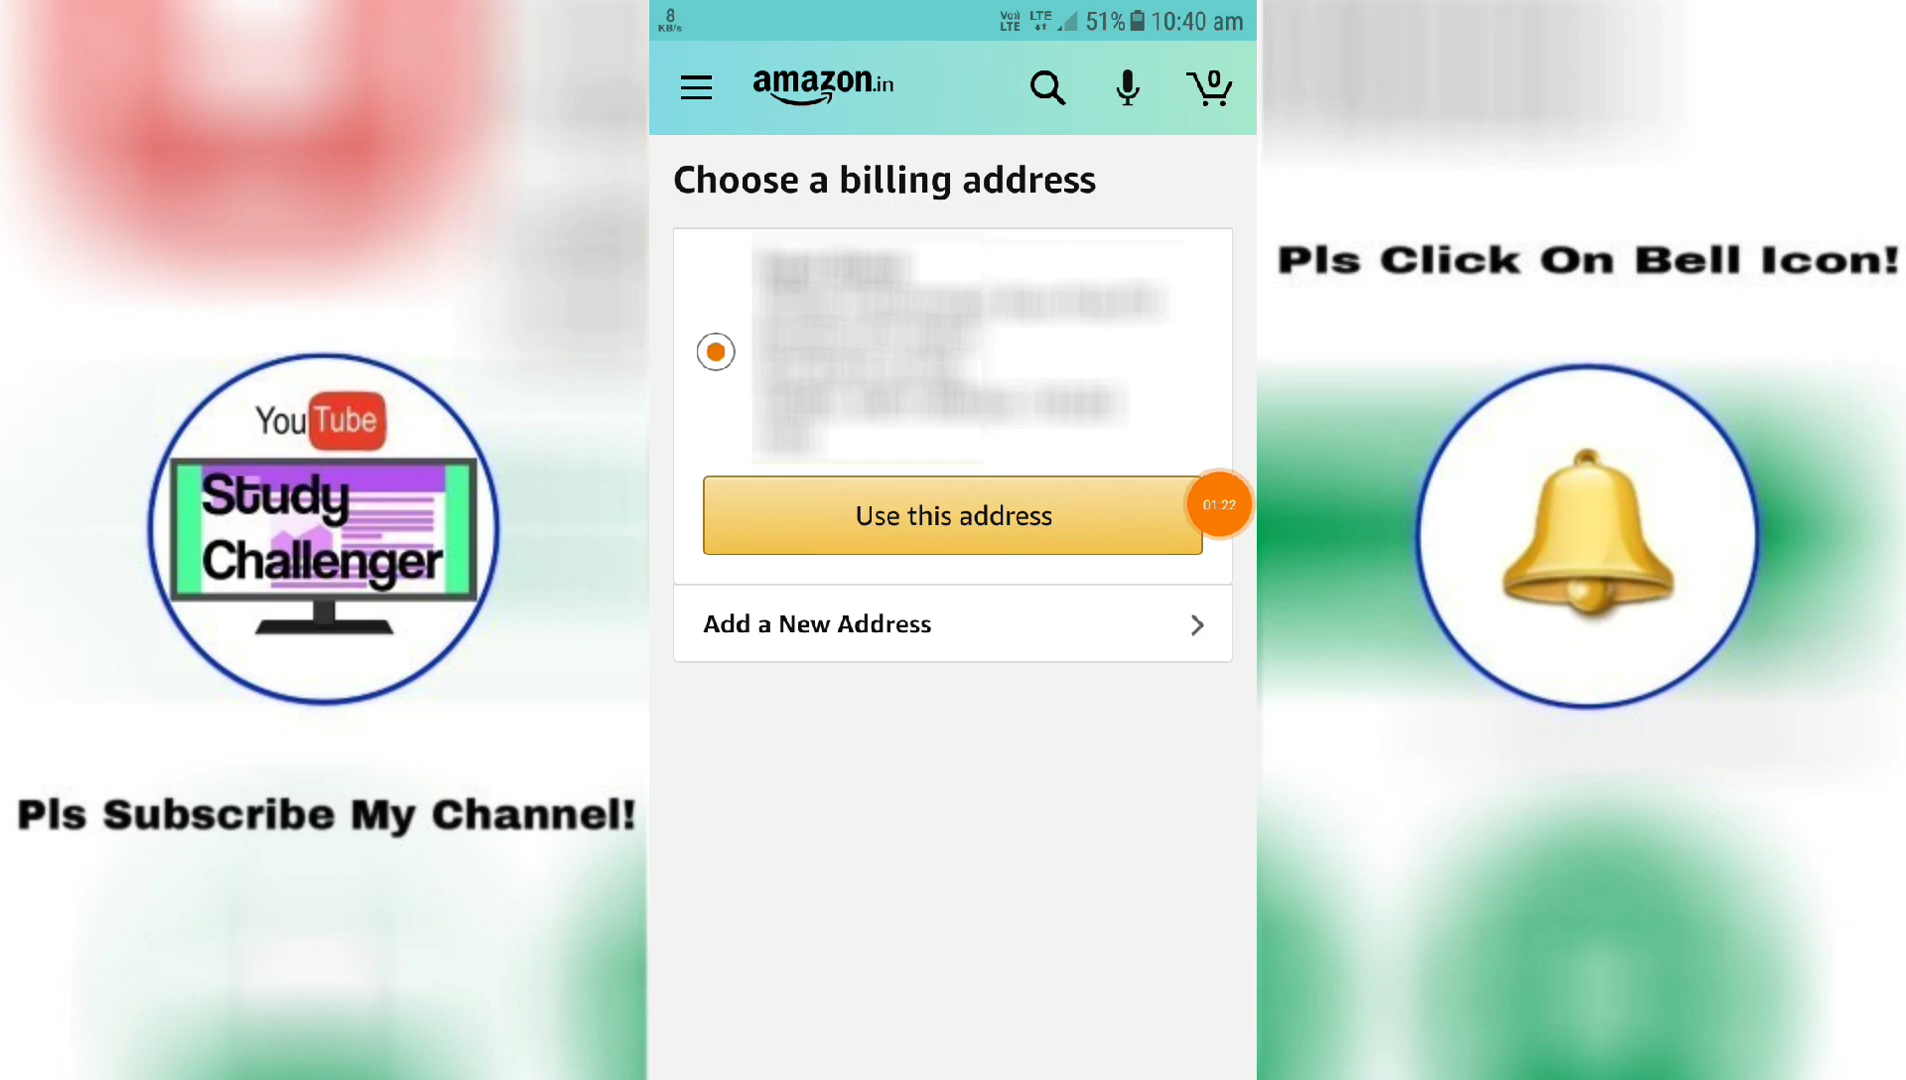 8
KB/s
Vo))
LTE
LTE
51%
10:40 am
amazon.in
0
Choose a billing address
Pls Click On Bell Icon!
YouTube
Study
Challenger
Use this address
01:22
Add a New Address
Pls Subscribe My Channel!